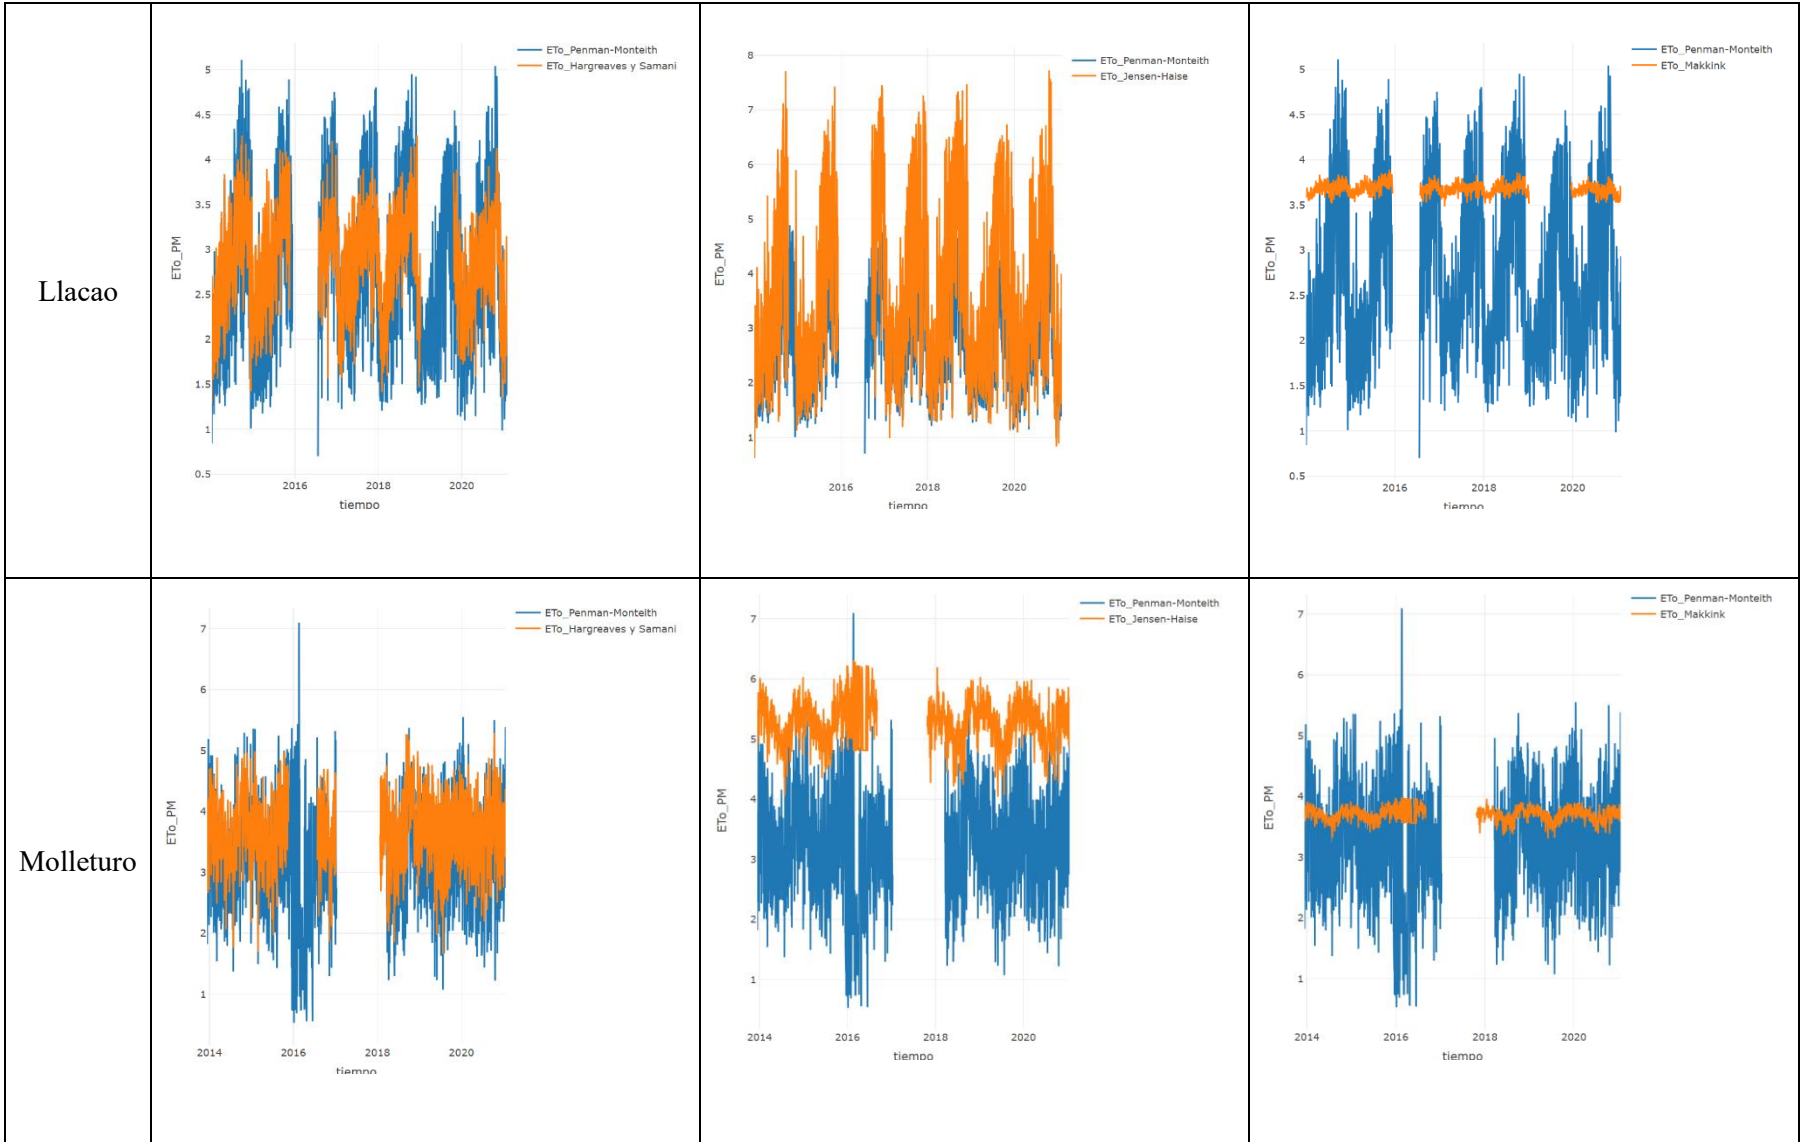 Llacao
ETo_Penman-Monteith
ETo_Hargreaves y Samani
5
4.5
4
3.5
3
2.5
2
1.5
1
0.5
ETo_PM
2016 2018 2020
tiempo
ETo_Penman-Monteith
ETo_Jensen-Haise
8
7
6
5
4
3
2
1
ETo_PM
2016 2018 2020
tiempo
ETo_Penman-Monteith
ETo_Makkink
5
4.5
4
3.5
3
2.5
2
1.5
1
0.5
ETo_PM
2016 2018 2020
tiempo
Molleturo
ETo_Penman-Monteith
ETo_Hargreaves y Samani
7
6
5
4
3
2
1
ETo_PM
2014 2016 2018 2020
tiempo
ETo_Penman-Monteith
ETo_Jensen-Haise
7
6
5
4
3
2
1
ETo_PM
2014 2016 2018 2020
tiempo
ETo_Penman-Monteith
ETo_Makkink
7
6
5
4
3
2
1
ETo_PM
2014 2016 2018 2020
tiempo